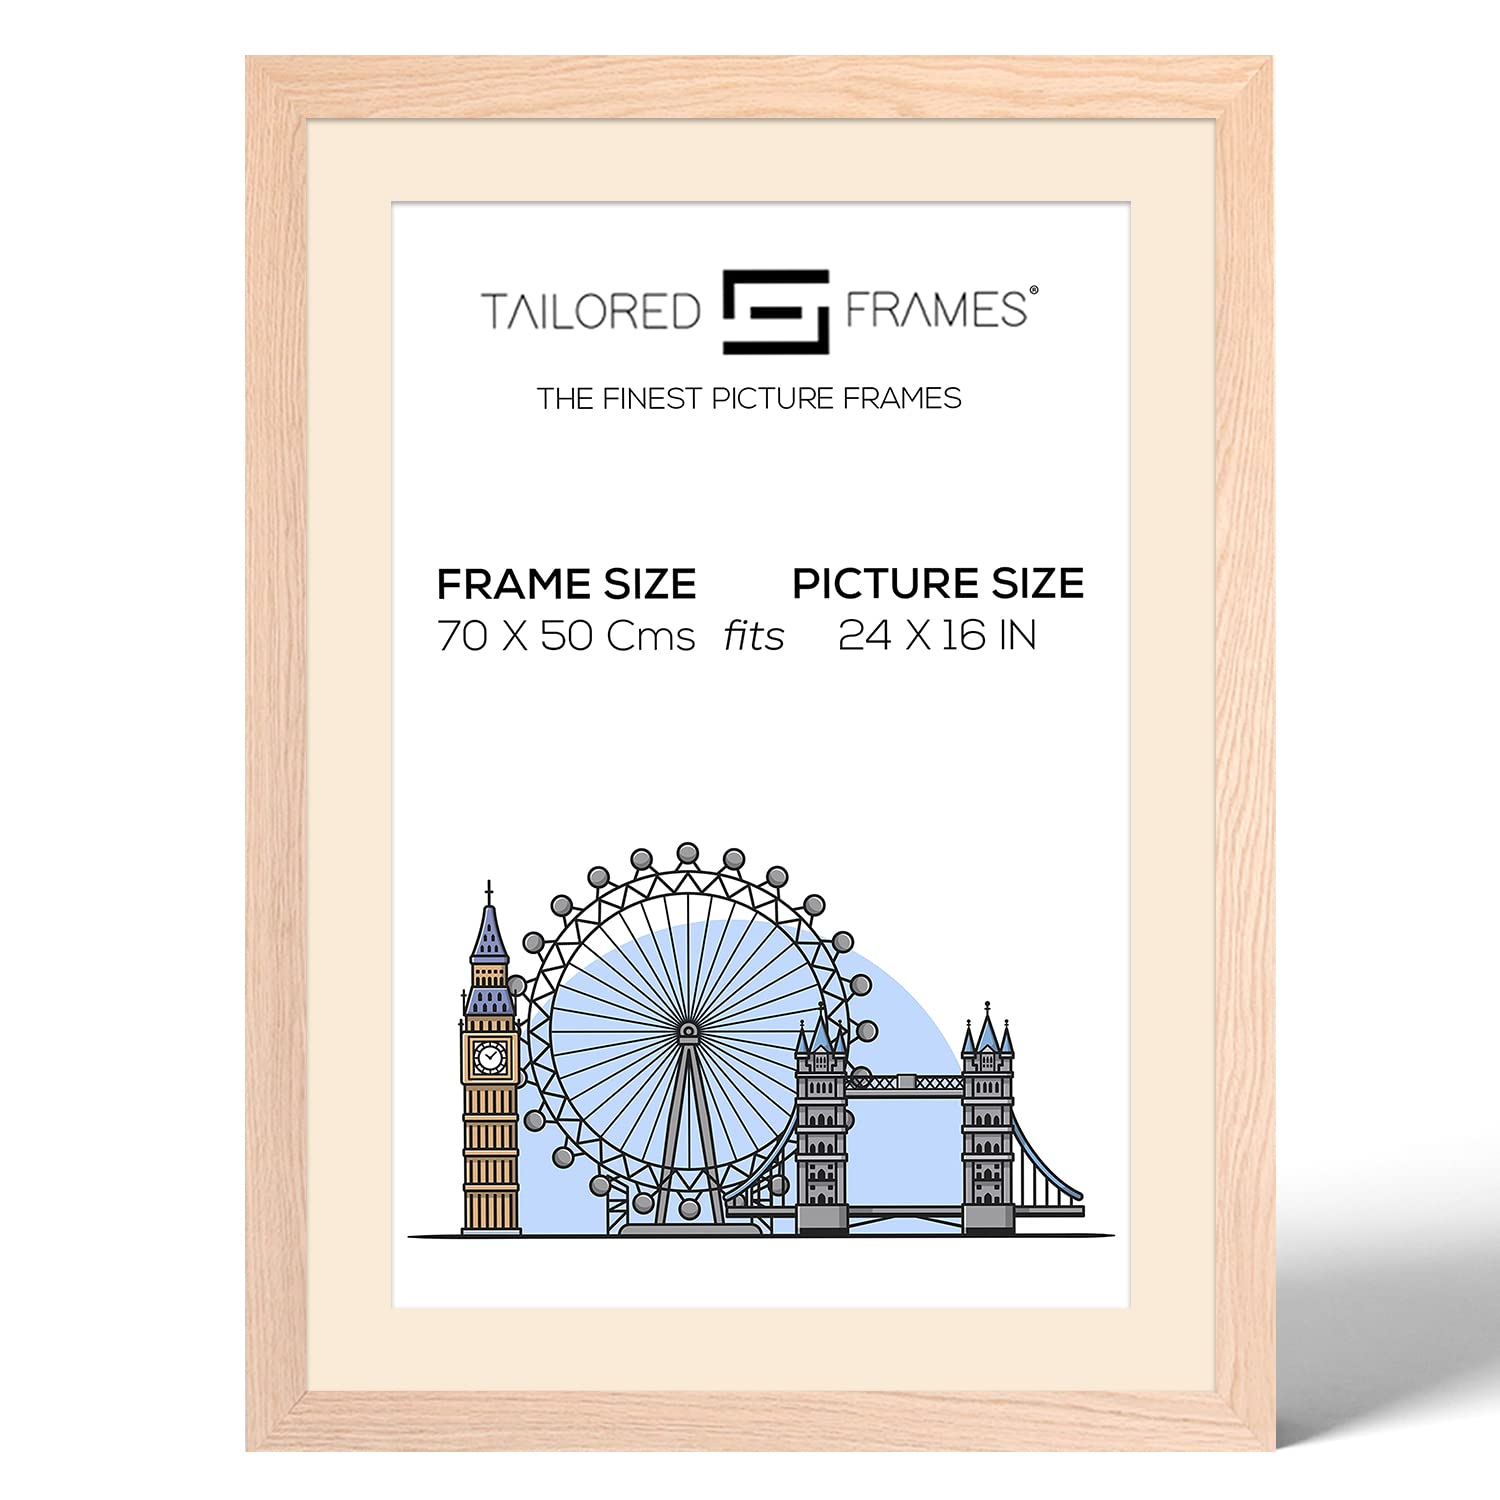 TAILORED FRAMES®
THE FINEST PICTURE FRAMES
FRAME SIZE PICTURE SIZE
70 X 50 Cms fits 24 X 16 IN